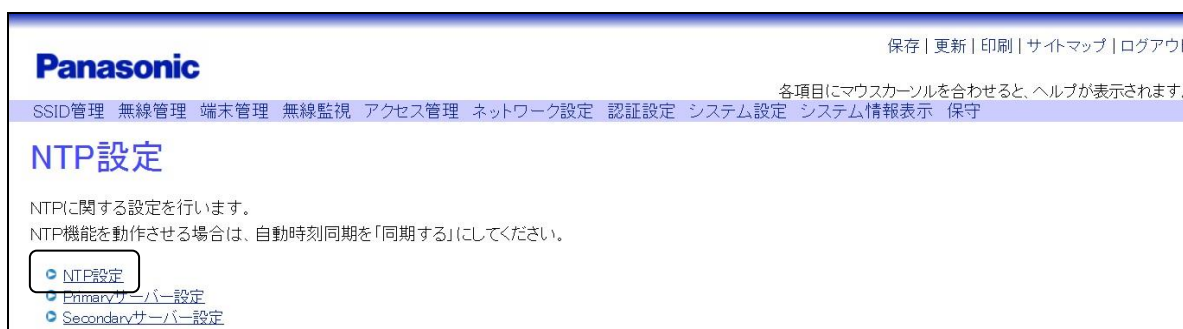 保存 | 更新 | 印刷 | サイトマップ | ログアウト
Panasonic
各項目にマウスカーソルを合わせると、ヘルプが表示されます。
SSID管理 無線管理 端末管理 無線監視 アクセス管理 ネットワーク設定 認証設定 システム設定 システム情報表示 保守
NTP設定
NTPに関する設定を行います。
NTP機能を動作させる場合は、自動時刻同期を「同期する」にしてください。
NTP設定
Primaryサーバー設定
Secondaryサーバー設定